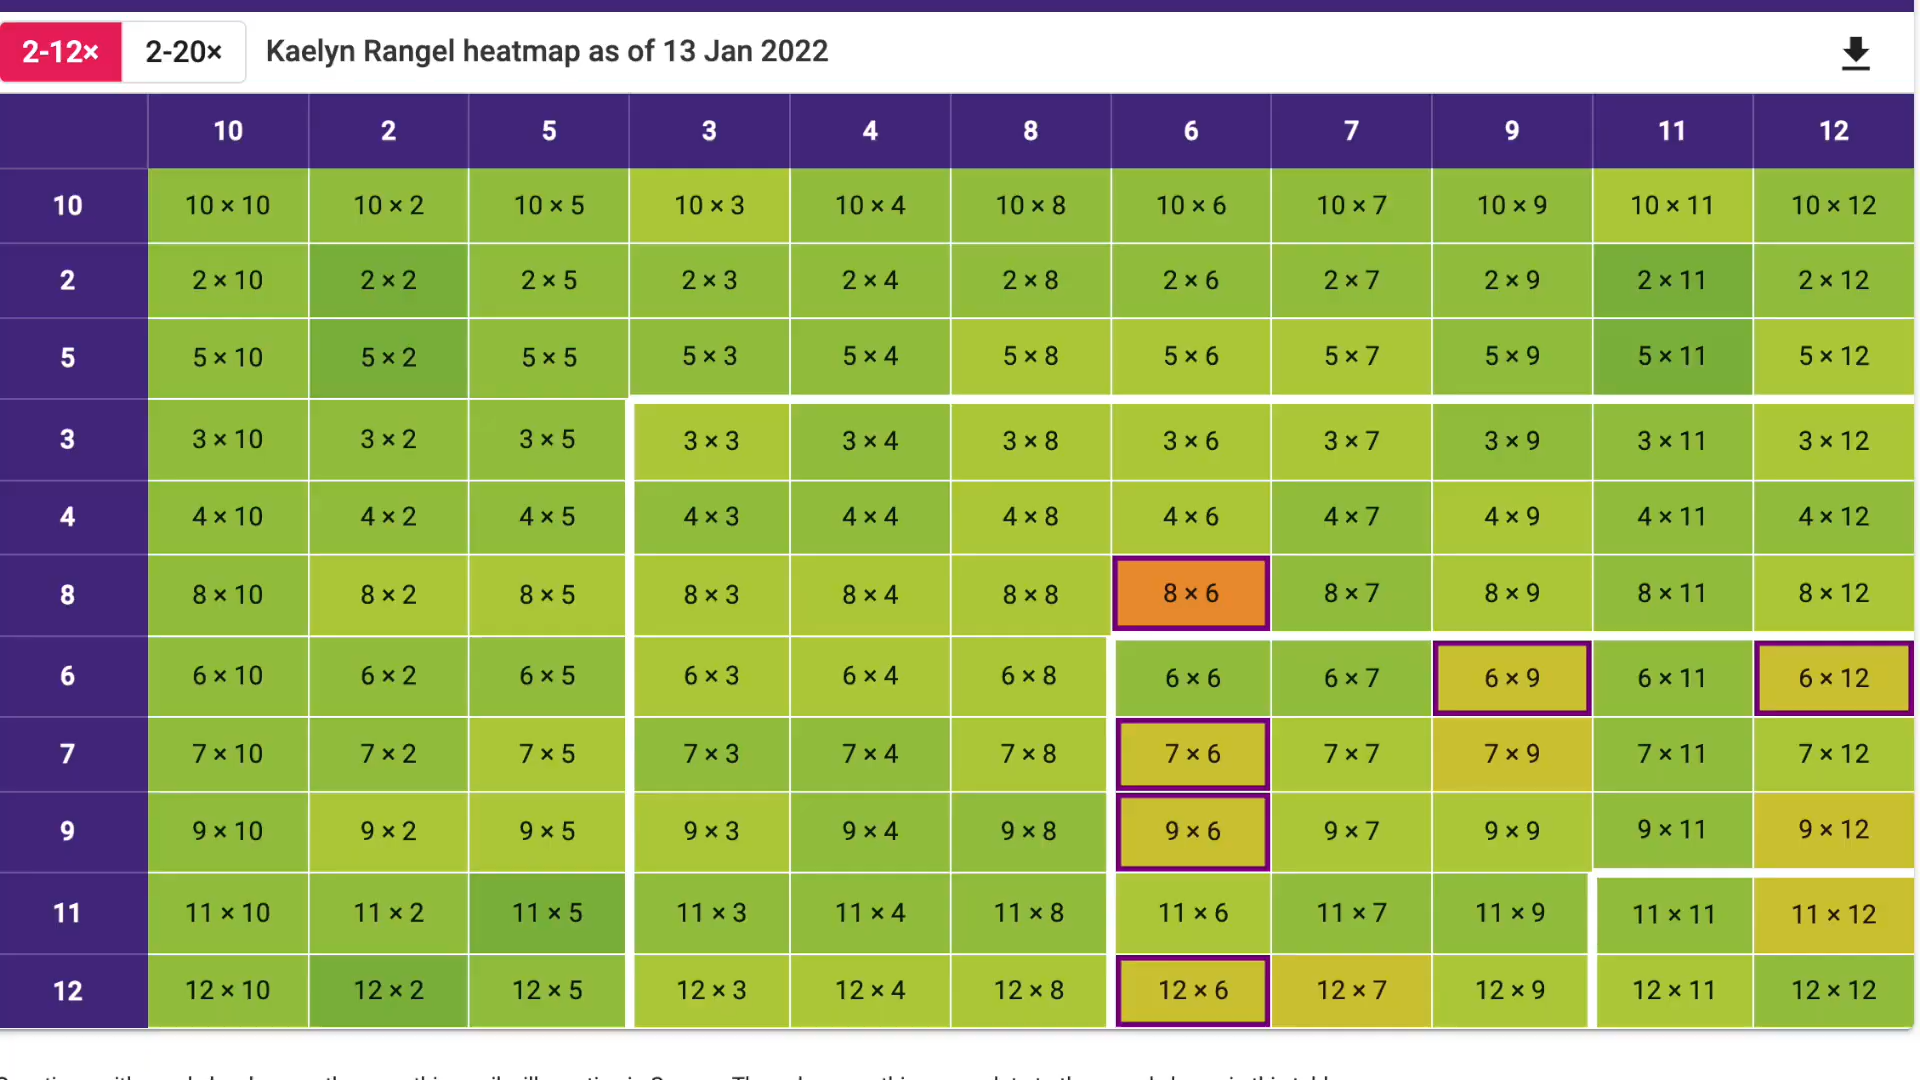 2-12× 2-20× Kaelyn Rangel heatmap as of 13 Jan 2022
10 2 5 3 4 8 6 7 9 11 12
10 10 × 10 10 × 2 10 × 5 10 × 3 10 × 4 10 × 8 10 × 6 10 × 7 10 × 9 10 × 11 10 × 12
2 2 × 10 2 × 2 2 × 5 2 × 3 2 × 4 2 × 8 2 × 6 2 × 7 2 × 9 2 × 11 2 × 12
5 5 × 10 5 × 2 5 × 5 5 × 3 5 × 4 5 × 8 5 × 6 5 × 7 5 × 9 5 × 11 5 × 12
3 3 × 10 3 × 2 3 × 5 3 × 3 3 × 4 3 × 8 3 × 6 3 × 7 3 × 9 3 × 11 3 × 12
4 4 × 10 4 × 2 4 × 5 4 × 3 4 × 4 4 × 8 4 × 6 4 × 7 4 × 9 4 × 11 4 × 12
8 8 × 10 8 × 2 8 × 5 8 × 3 8 × 4 8 × 8 8 × 6 8 × 7 8 × 9 8 × 11 8 × 12
6 6 × 10 6 × 2 6 × 5 6 × 3 6 × 4 6 × 8 6 × 6 6 × 7 6 × 9 6 × 11 6 × 12
7 7 × 10 7 × 2 7 × 5 7 × 3 7 × 4 7 × 8 7 × 6 7 × 7 7 × 9 7 × 11 7 × 12
9 9 × 10 9 × 2 9 × 5 9 × 3 9 × 4 9 × 8 9 × 6 9 × 7 9 × 9 9 × 11 9 × 12
11 11 × 10 11 × 2 11 × 5 11 × 3 11 × 4 11 × 8 11 × 6 11 × 7 11 × 9 11 × 11 11 × 12
12 12 × 10 12 × 2 12 × 5 12 × 3 12 × 4 12 × 8 12 × 6 12 × 7 12 × 9 12 × 11 12 × 12